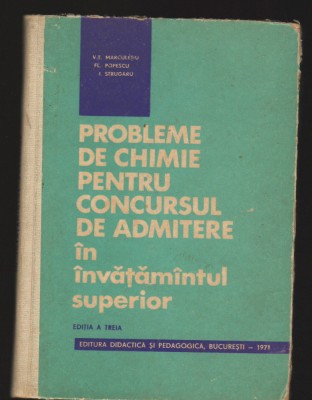 V.I. MĂRCULEȚIU
FL. POPESCU
I. STRUGARU
PROBLEME
DE CHIMIE
PENTRU
CONCURSUL
DE ADMITERE
în
învățămîntul
superior
EDIȚIA A TREIA
EDITURA DIDACTICĂ ȘI PEDAGOGICĂ, BUCUREȘTI – 1971